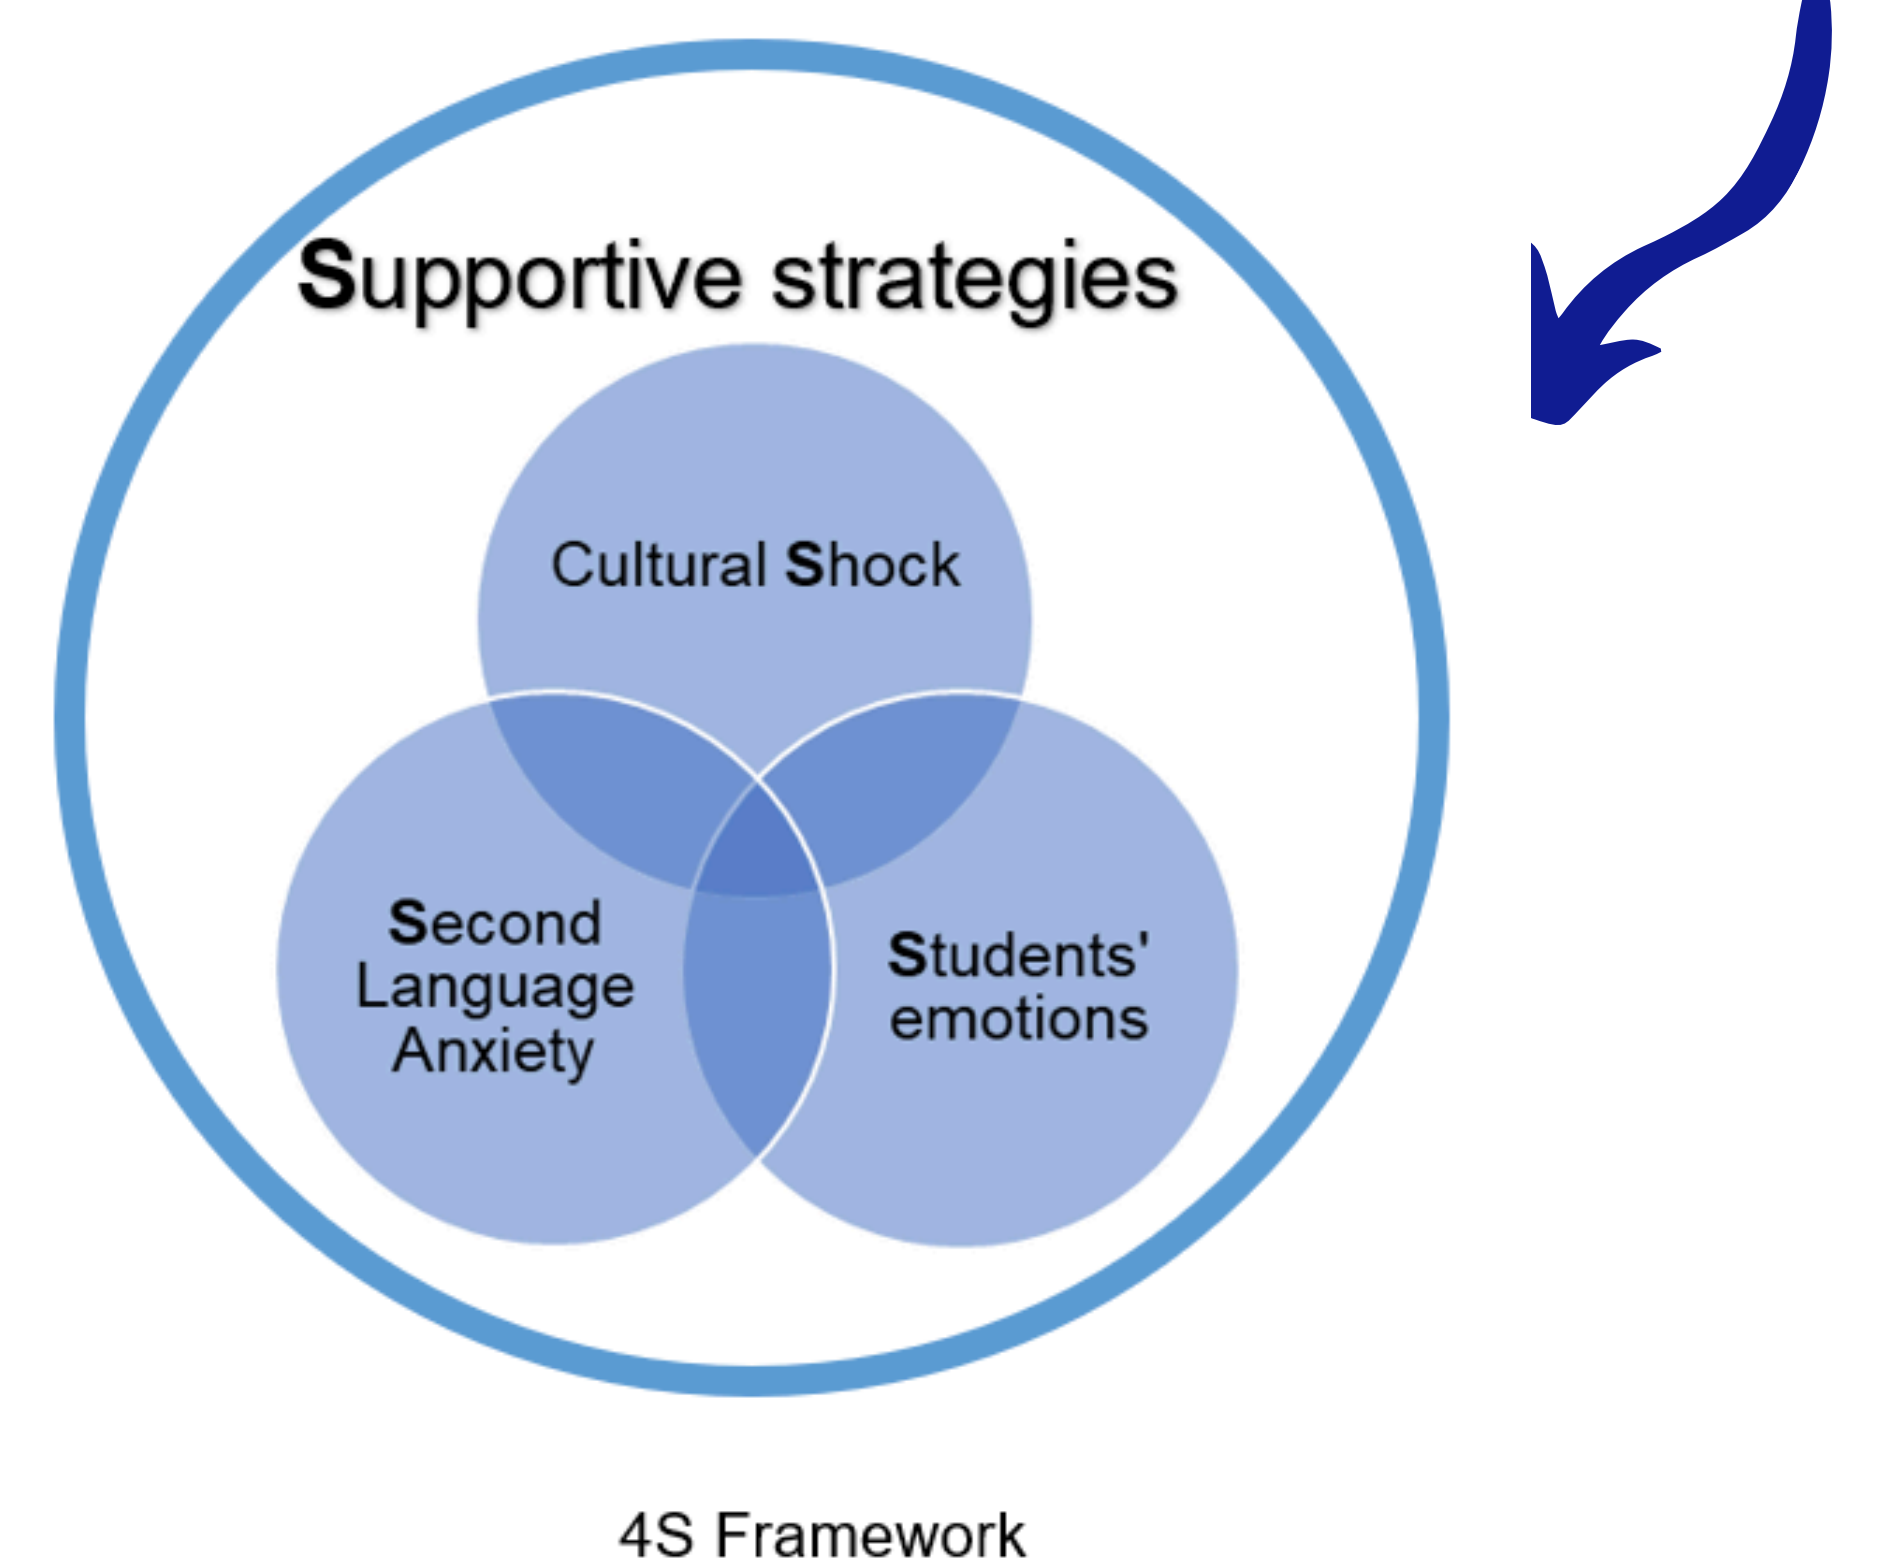 Supportive strategies
Cultural Shock
Second
Language
Anxiety
Students'
emotions
4S Framework